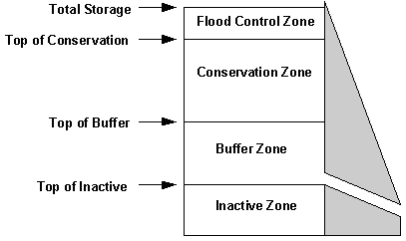 Total Storage
Flood Control Zone
Top of Conservation
Conservation Zone
Top of Buffer
Buffer Zone
Top of Inactive
Inactive Zone